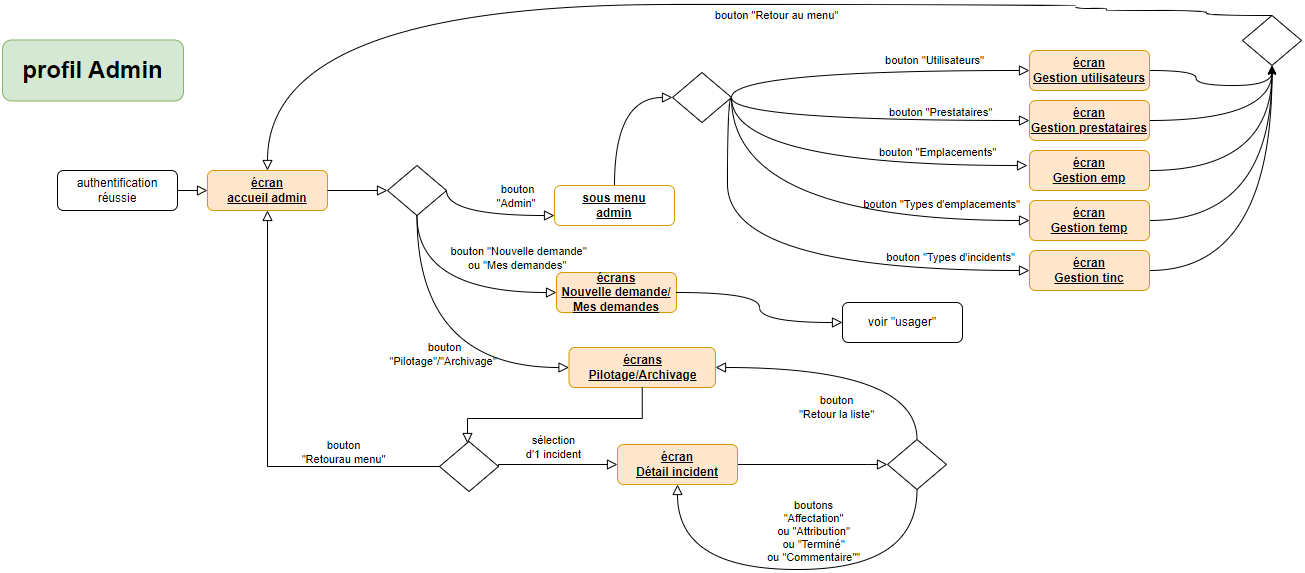 bouton "Retour au menu"
profil Admin
bouton "Utilisateurs"
écran
Gestion utilisateurs
bouton "Prestataires"
écran
Gestion prestataires
bouton "Emplacements"
écran
Gestion emp
authentification
réussie
écran
accueil admin
bouton
"Admin"
sous menu
admin
bouton "Types d'emplacements"
écran
Gestion temp
bouton "Nouvelle demande"
ou "Mes demandes"
bouton "Types d'incidents"
écran
Gestion tinc
écrans
Nouvelle demande/
Mes demandes
voir "usager"
bouton
"Pilotage"/"Archivage"
écrans
Pilotage/Archivage
bouton
"Retour la liste"
bouton
"Retourau menu"
sélection
d'1 incident
écran
Détail incident
boutons
"Affectation"
ou "Attribution"
ou "Terminé"
ou "Commentaire""